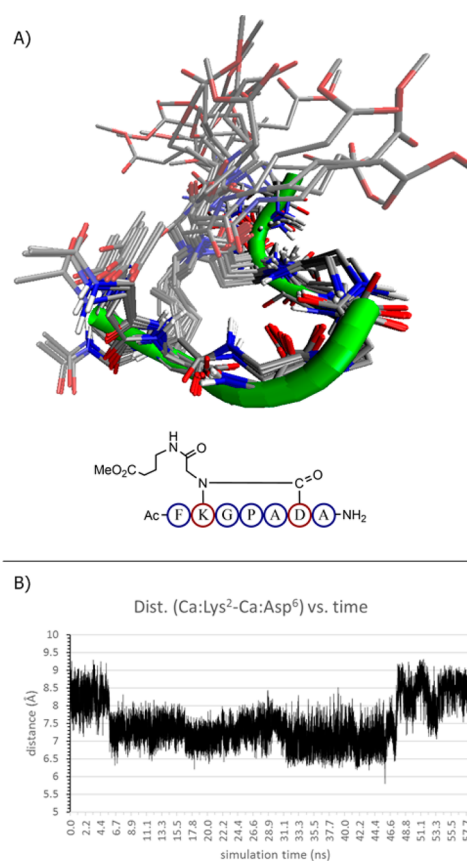 A)
H
N
O
MeO2C
N
C
O
Ac
F
K
G
P
A
D
A
NH2
B)
Dist. (Ca:Lys2-Ca:Asp6) vs. time
distance (Å)
10
9.5
9
8.5
8
7.5
7
6.5
6
5.5
5
0.0 2.2 4.4 6.7 9.1 11.3 13.5 15.7 17.8 20.0 22.2 24.4 26.6 28.9 31.1 33.3 35.5 37.7 40.0 42.2 44.4 46.6 48.8 51.1 53.3 55.5 57.7
simulation time (ns)